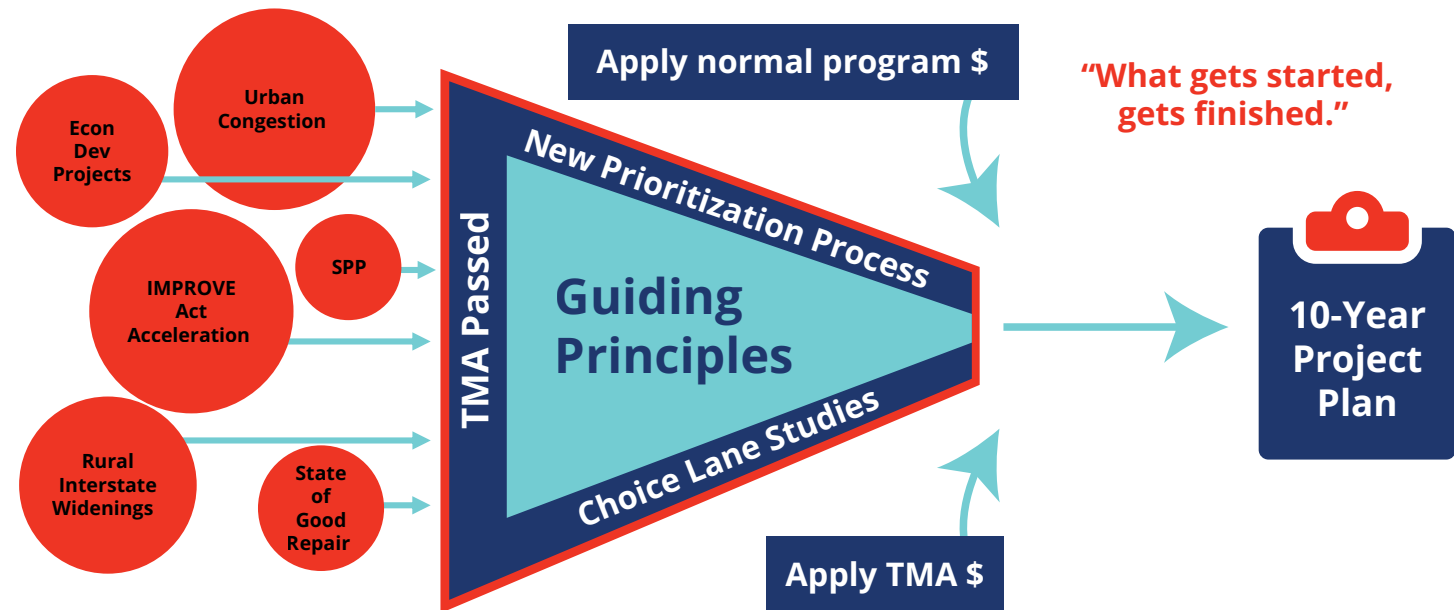 Urban
Congestion
Econ
Dev
Projects
SPP
IMPROVE
Act
Acceleration
Rural
Interstate
Widenings
State
of
Good
Repair
TMA Passed
New Prioritization Process
Guiding
Principles
Choice Lane Studies
Apply normal program $
Apply TMA $
“What gets started,
gets finished.”
10-Year
Project
Plan